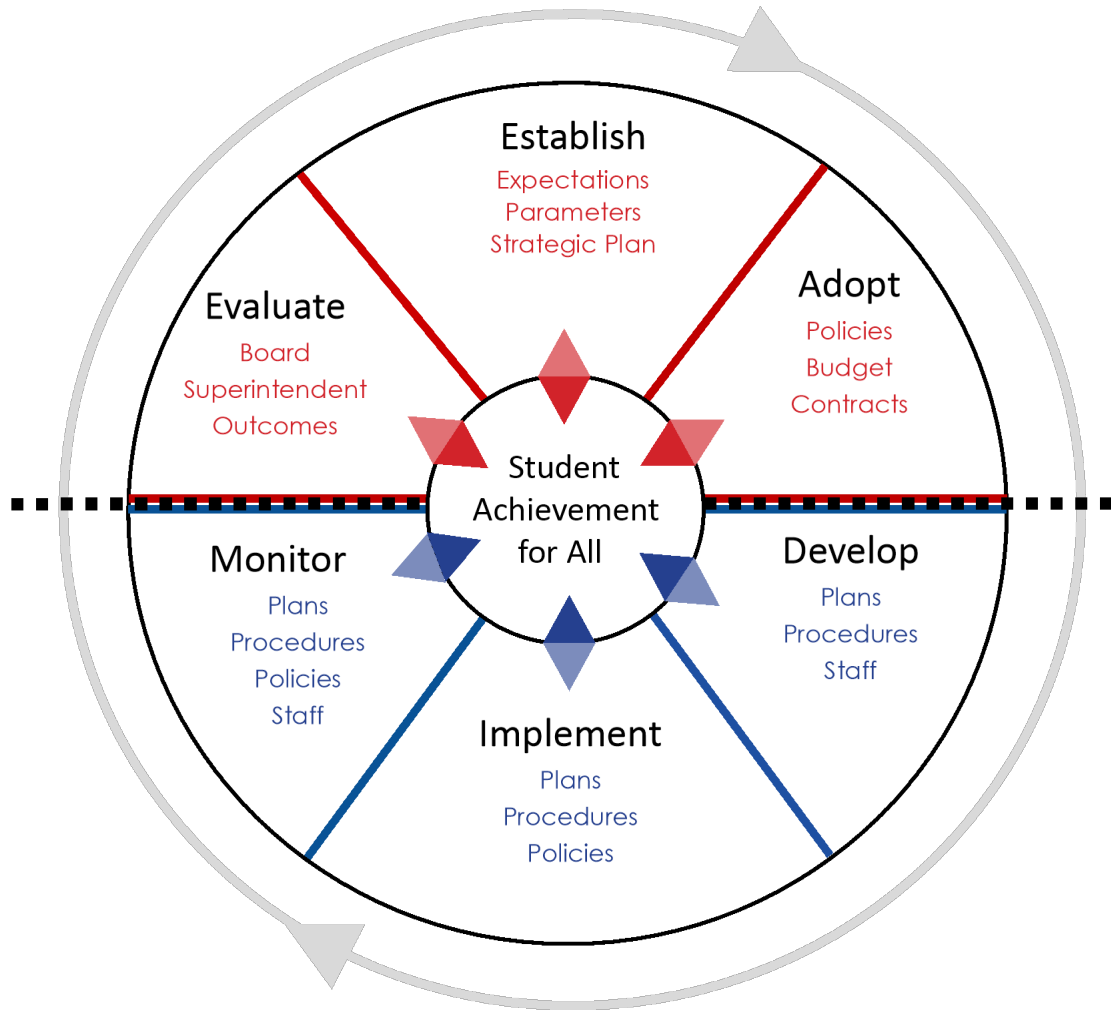 Establish
Expectations
Parameters
Strategic Plan
Adopt
Policies
Budget
Contracts
Develop
Plans
Procedures
Staff
Implement
Plans
Procedures
Policies
Monitor
Plans
Procedures
Policies
Staff
Evaluate
Board
Superintendent
Outcomes
Student
Achievement
for All